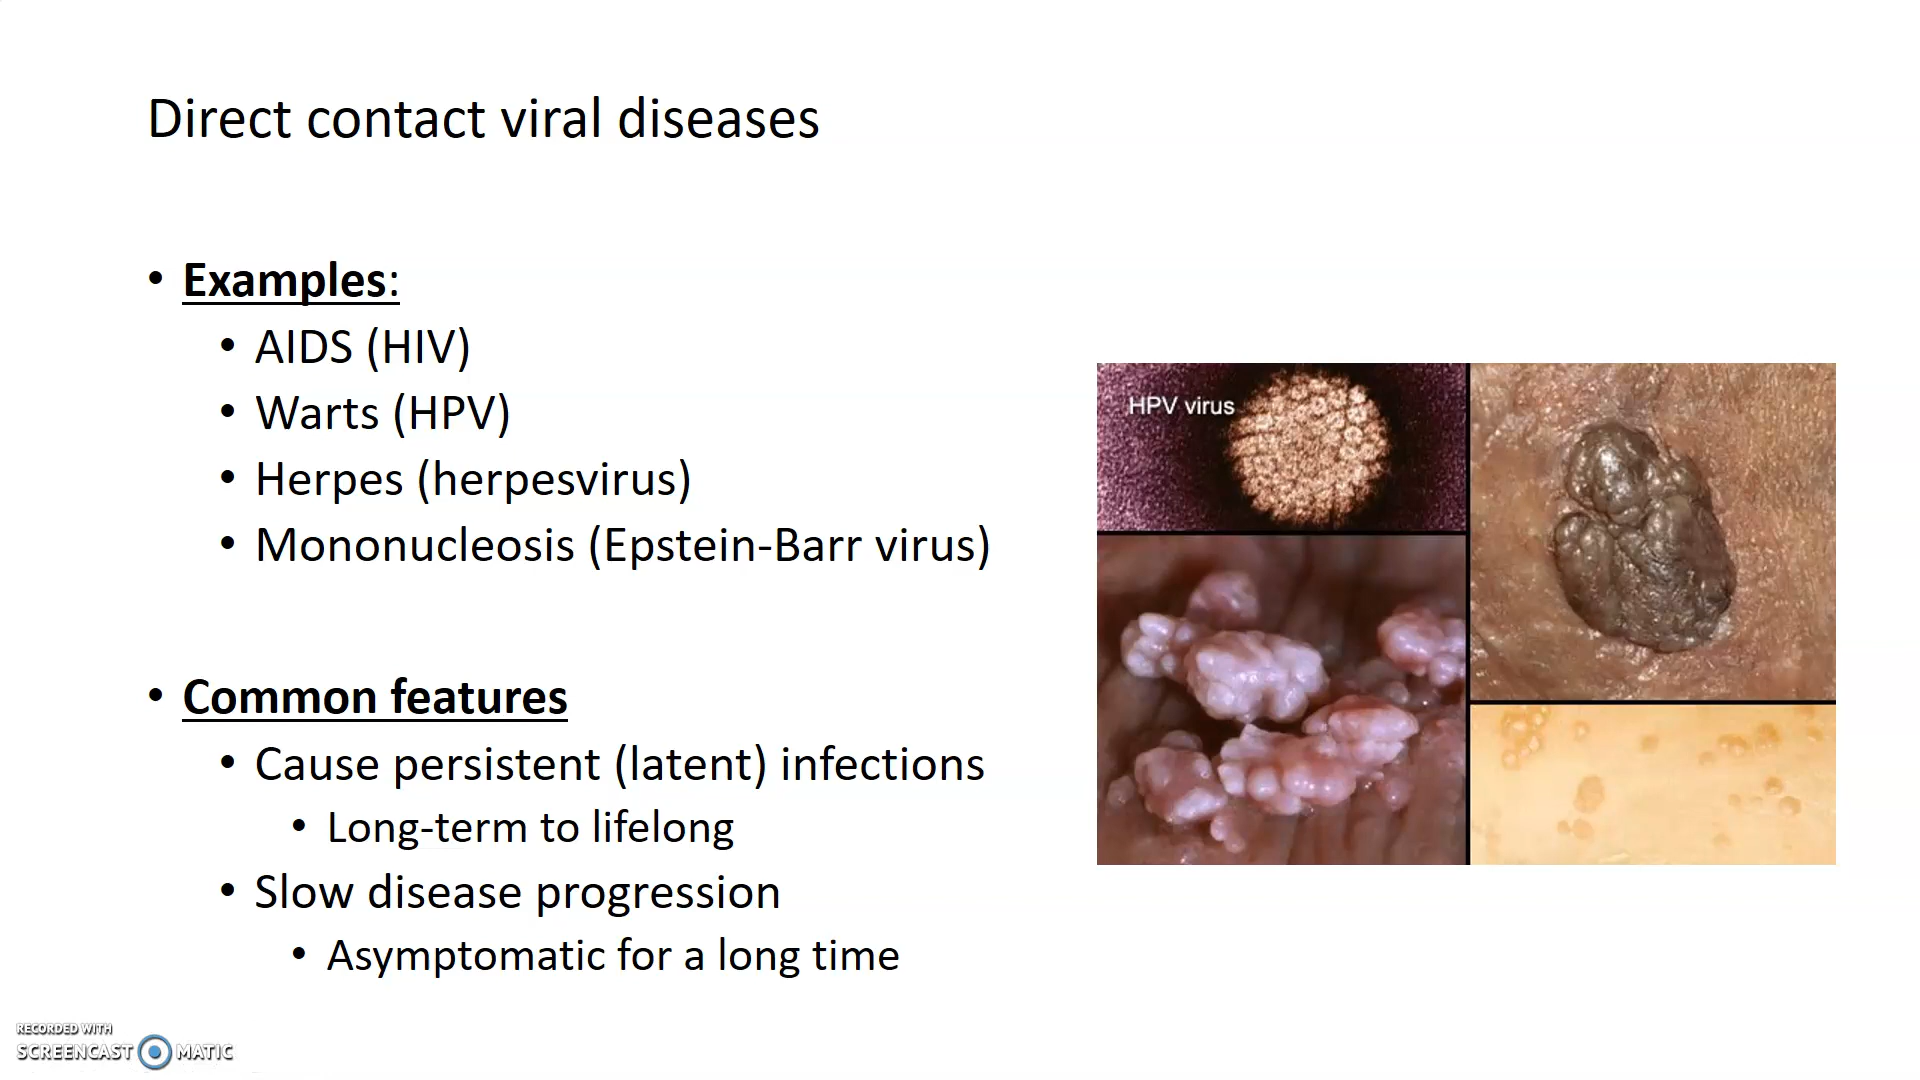 Direct contact viral diseases
• Examples:
• AIDS (HIV)
• Warts (HPV)
• Herpes (herpesvirus)
• Mononucleosis (Epstein-Barr virus)
• Common features
• Cause persistent (latent) infections
• Long-term to lifelong
• Slow disease progression
• Asymptomatic for a long time
HPV virus
RECORDED WITH
SCREENCAST MATIC